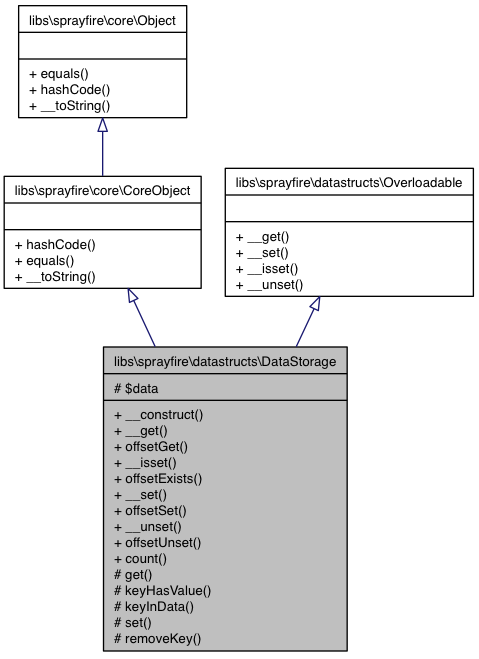 libs\sprayfire\core\Object
+ equals()
+ hashCode()
+ __toString()
libs\sprayfire\core\CoreObject
+ hashCode()
+ equals()
+ __toString()
libs\sprayfire\datastructs\Overloadable
+ __get()
+ __set()
+ __isset()
+ __unset()
libs\sprayfire\datastructs\DataStorage
# $data
+ __construct()
+ __get()
+ offsetGet()
+ __isset()
+ offsetExists()
+ __set()
+ offsetSet()
+ __unset()
+ offsetUnset()
+ count()
# get()
# keyHasValue()
# keyInData()
# set()
# removeKey()